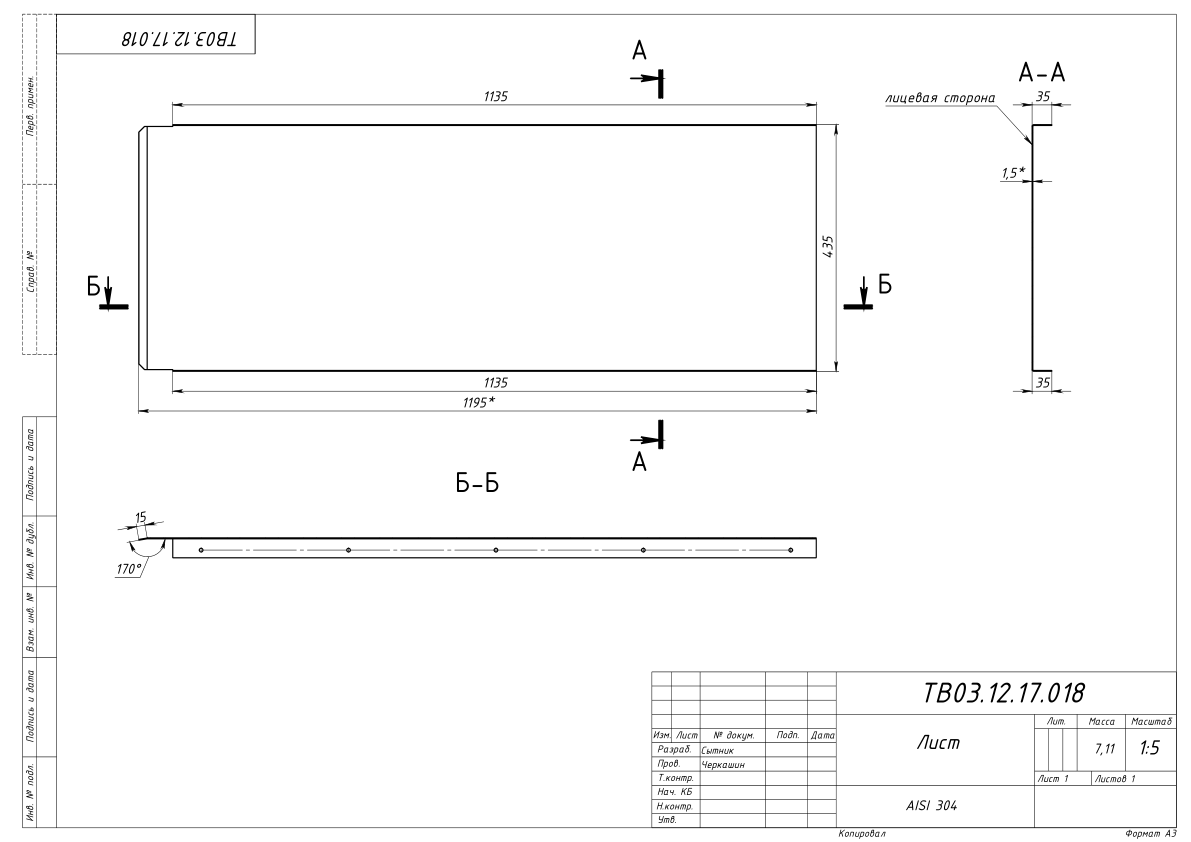 ТВ03.12.17.018
Перв. примен.
Справ. №
Подпись и дата
Инв. № дубл.
Взам. инв. №
Подпись и дата
Инв. № подл.
А
1135
435
Б
Б
1135
1195*
А
А-А
лицевая сторона
35
1,5*
35
Б-Б
15
170°
ТВ03.12.17.018
Изм. Лист № докум. Подп. Дата
Разраб. Сытник
Пров. Черкашин
Т.контр.
Нач. КБ
Н.контр.
Утв.
Лист
AISI 304
Лит. Масса Масштаб
7,11 1:5
Лист 1 Листов 1
Копировал Формат А3